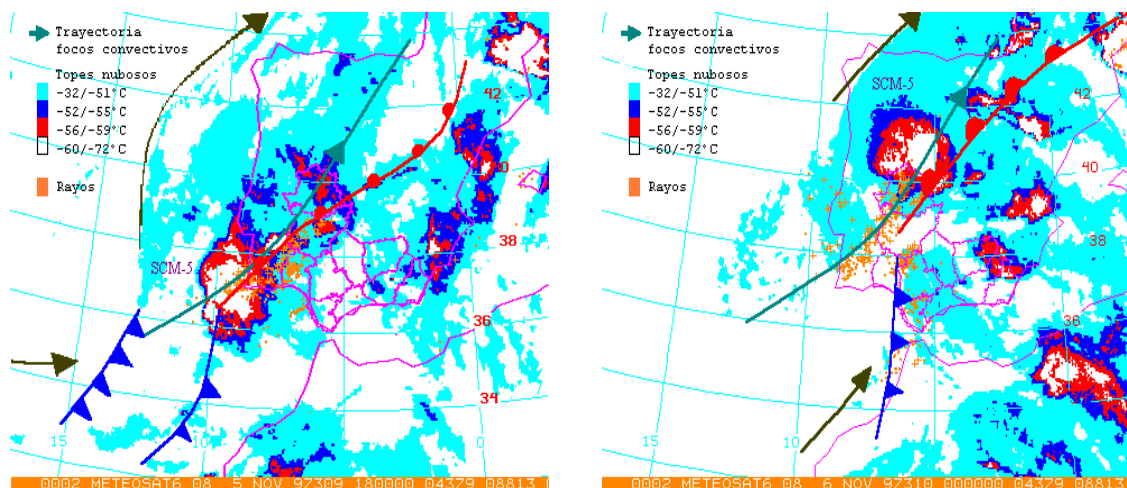 Trayectoria
focos convectivos
Topes nubosos
-32/-51°C
-52/-55°C
-56/-59°C
-60/-72°C
Rayos
SCM-5
42
40
38
36
34
15
10
0
0002 METEOSAT6 08 5 NOV 97309 180000 04379 08813
Trayectoria
focos convectivos
Topes nubosos
-32/-51°C
-52/-55°C
-56/-59°C
-60/-72°C
Rayos
SCM-5
42
40
38
36
15
10
0002 METEOSAT6 08 6 NOV 97310 000000 04379 08813